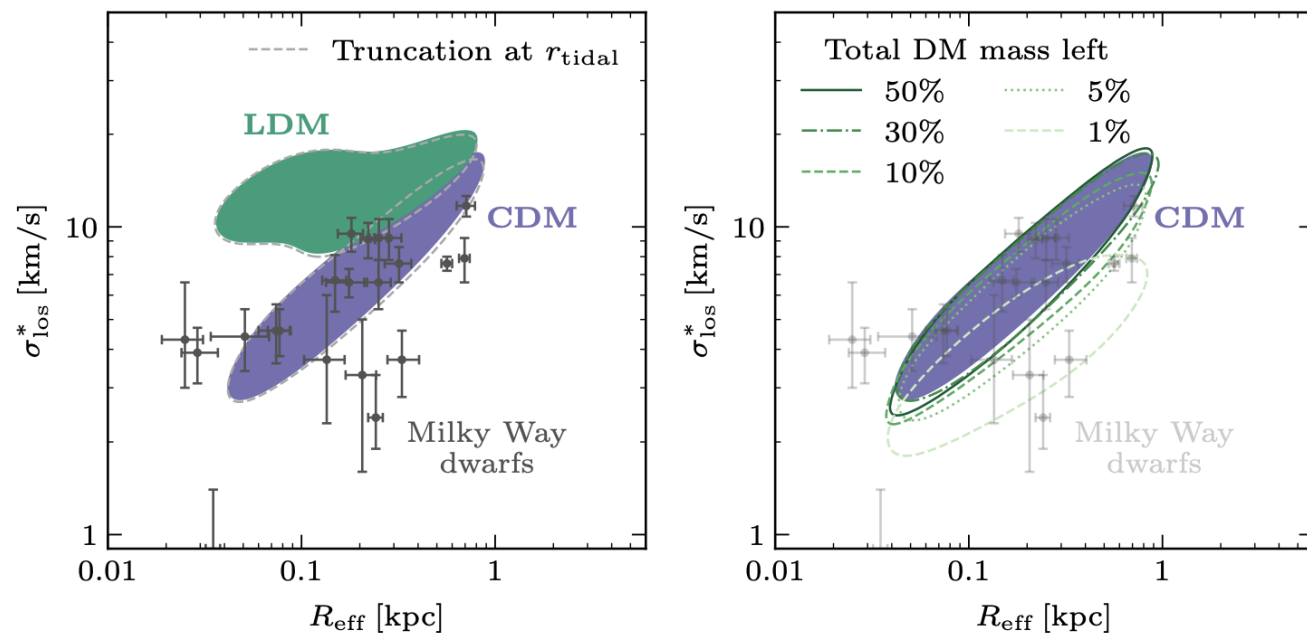 Truncation at r_tidal
LDM
CDM
Milky Way
dwarfs
10
1
σ*_los [km/s]
0.01
0.1
1
R_eff [kpc]
Total DM mass left
50%
5%
30%
1%
10%
CDM
Milky Way
dwarfs
10
1
σ*_los [km/s]
0.01
0.1
1
R_eff [kpc]